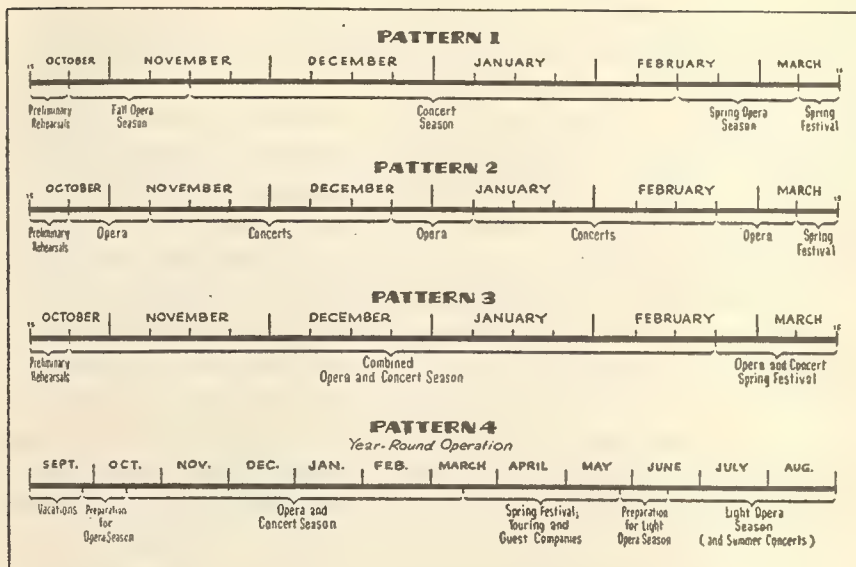 PATTERN 1
15 OCTOBER NOVEMBER DECEMBER JANUARY FEBRUARY MARCH
Preliminary Rehearsals
Fall Opera Season
Concert Season
Spring Opera Season
Spring Festival
PATTERN 2
15 OCTOBER NOVEMBER DECEMBER JANUARY FEBRUARY MARCH 15
Preliminary Rehearsals
Opera
Concerts
Opera
Concerts
Opera
Spring Festival
PATTERN 3
15 OCTOBER NOVEMBER DECEMBER JANUARY FEBRUARY MARCH 15
Preliminary Rehearsals
Combined
Opera and Concert Season
Opera and Concert
Spring Festival
PATTERN 4
Year-Round Operation
SEPT. OCT. NOV. DEC. JAN. FEB. MARCH APRIL MAY JUNE JULY AUG.
Vacations
Preparation
for
Opera Season
Opera and
Concert Season
Spring Festival;
Touring and
Guest Companies
Preparation
for Light
Opera Season
Light Opera
Season
(and Summer Concerts)